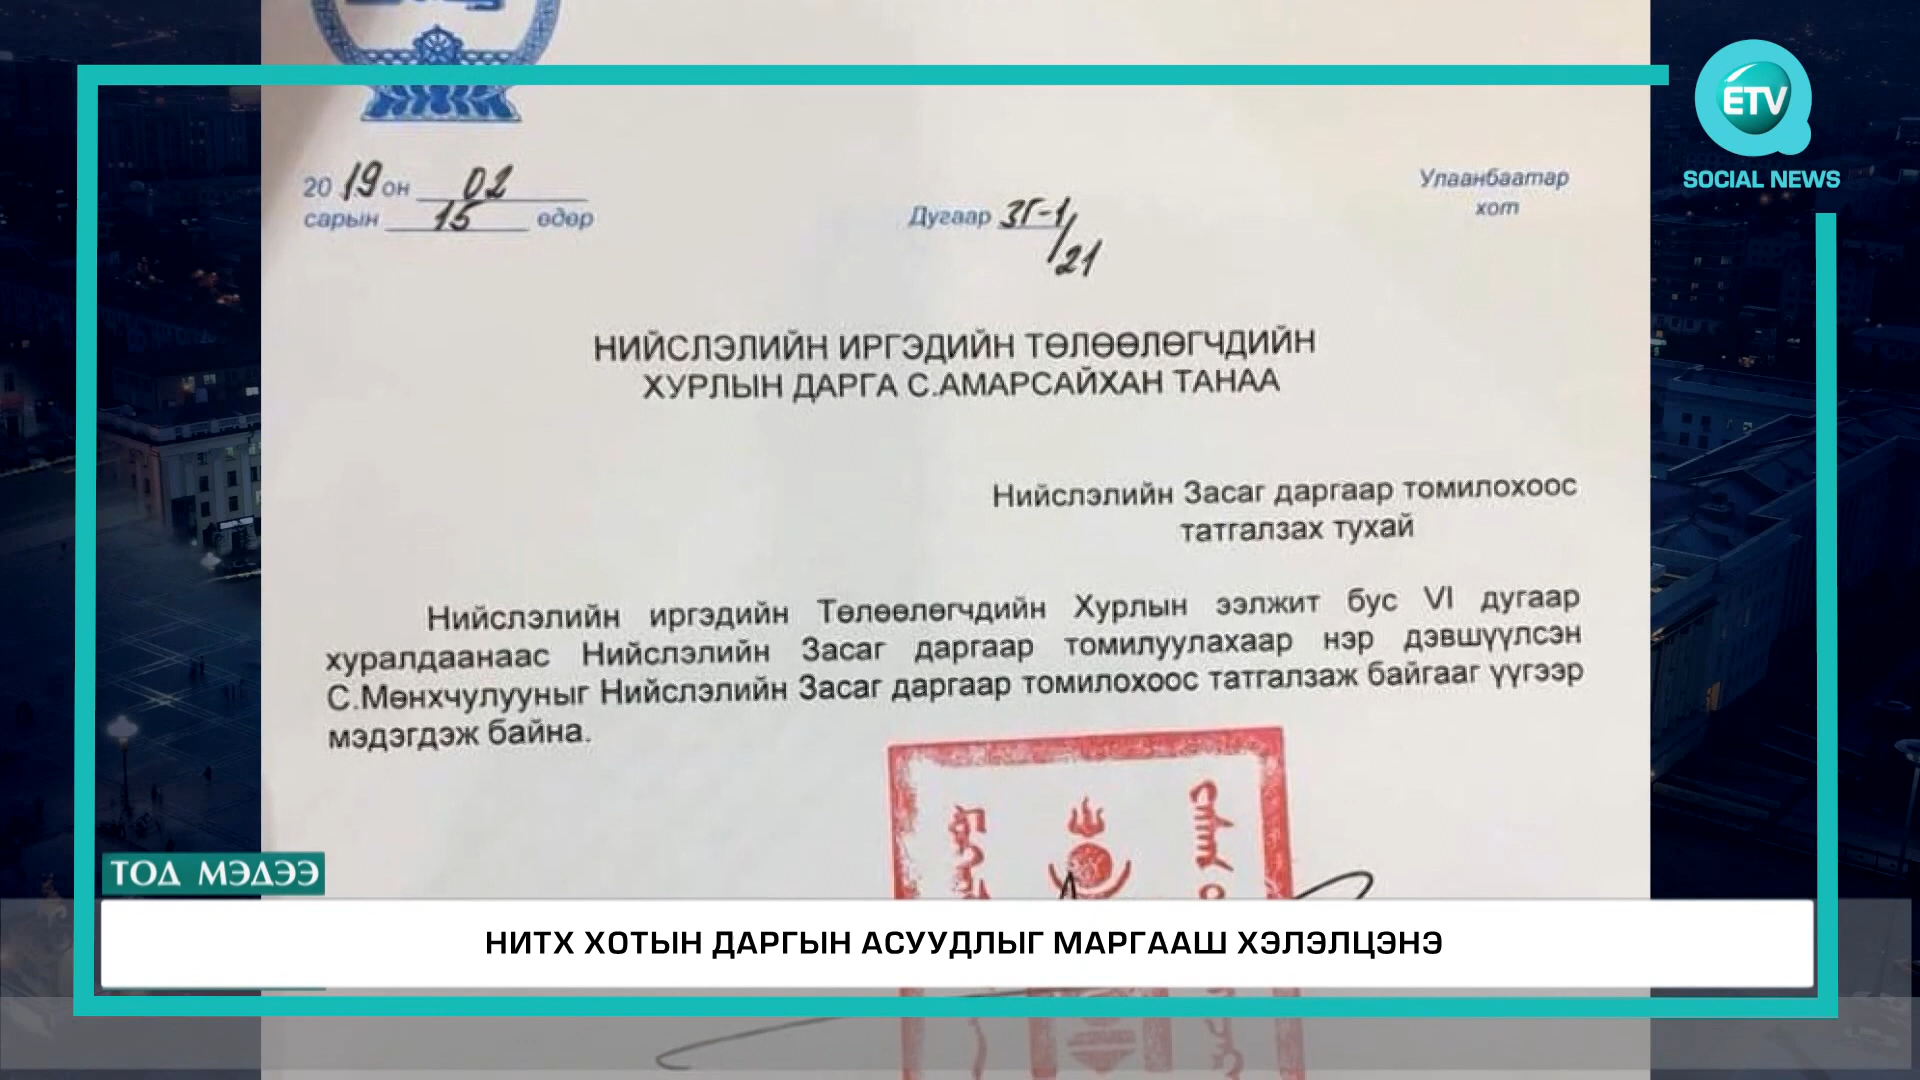 ETV
SOCIAL NEWS
2019 он 02
сарын 15 өдөр
Дугаар ЗГ-1/21
Улаанбаатар
хот
НИЙСЛЭЛИЙН ИРГЭДИЙН ТӨЛӨӨЛӨГЧДИЙН
ХУРЛЫН ДАРГА С.АМАРСАЙХАН ТАНАА
Нийслэлийн Засаг даргаар томилохоос
татгалзах тухай
Нийслэлийн иргэдийн Төлөөлөгчдийн Хурлын ээлжит бус VI дугаар
хуралдаанаас Нийслэлийн Засаг даргаар томилуулахаар нэр дэвшүүлсэн
С.Мөнхчулууныг Нийслэлийн Засаг даргаар томилохоос татгалзаж байгааг үүгээр
мэдэгдэж байна.
ТОД МЭДЭЭ
НИТХ ХОТЫН ДАРГЫН АСУУДЛЫГ МАРГААШ ХЭЛЭЛЦЭНЭ